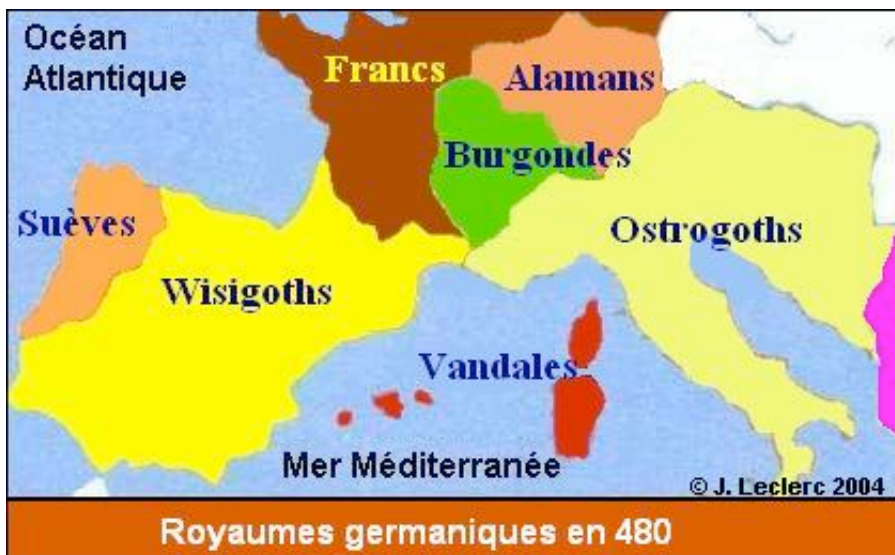 Océan
Atlantique
Francs
Alamans
Burgondes
Suèves
Ostrogoths
Wisigoths
Vandales
Mer Méditerranée
© J. Leclerc 2004
Royaumes germaniques en 480